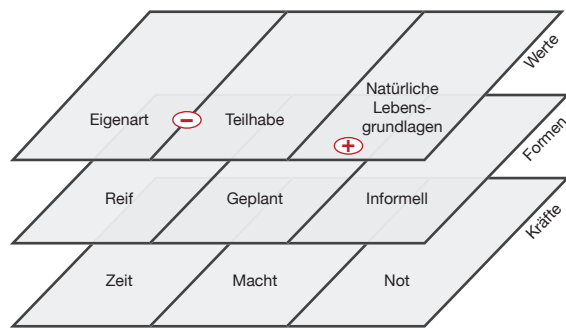 Werte
Natürliche
Lebens-
grundlagen
Eigenart
−
Teilhabe
+
Formen
Reif
Geplant
Informell
Kräfte
Zeit
Macht
Not